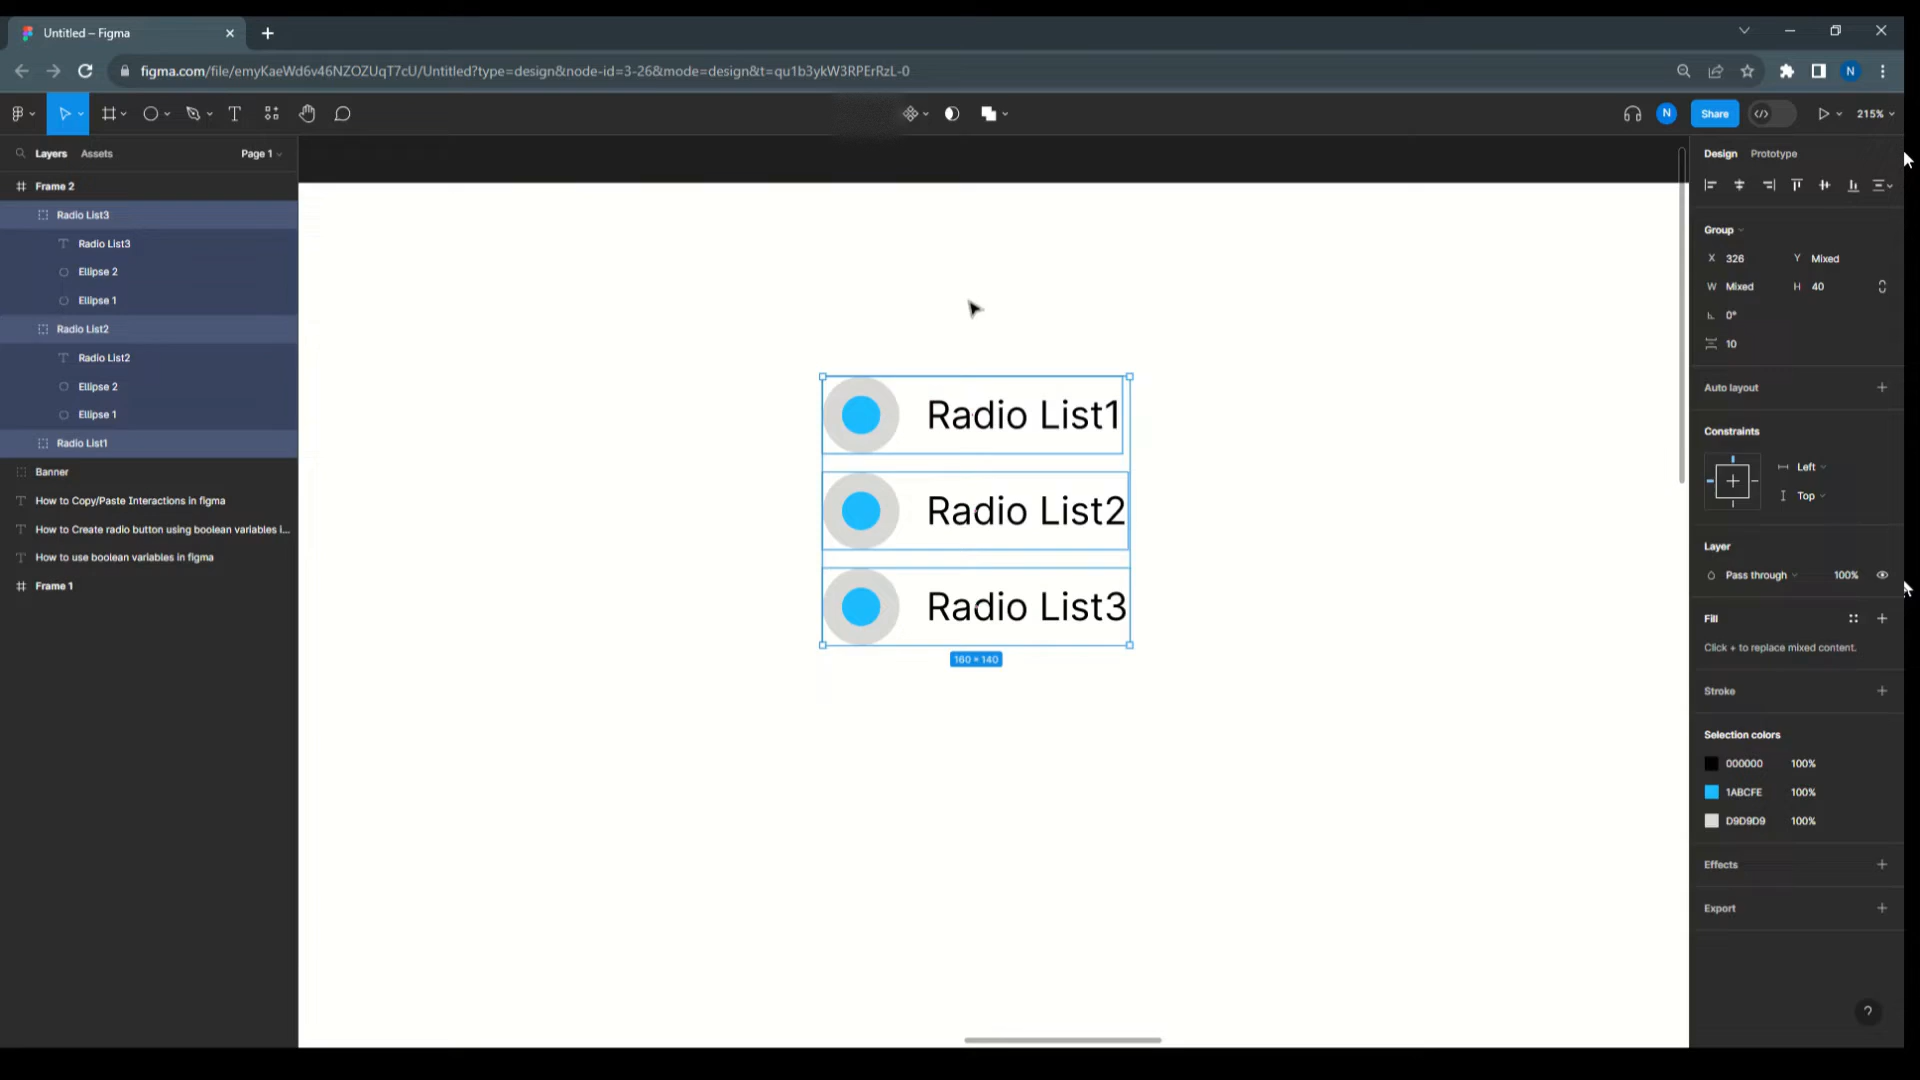 Untitled – Figma
figma.com/file/emyKaeWd6v46NZOZUqT7cU/Untitled?type=design&node-id=3-26&mode=design&t=qu1b3ykW3RPErRzL-0
N
N
Share
215%
Layers
Assets
Page 1
Frame 2
Radio List3
Radio List3
Ellipse 2
Ellipse 1
Radio List2
Radio List2
Ellipse 2
Ellipse 1
Radio List1
Banner
How to Copy/Paste Interactions in figma
How to Create radio button using boolean variables i...
How to use boolean variables in figma
Frame 1
Radio List1
Radio List2
Radio List3
160 × 140
Design
Prototype
Group
X 326
Y Mixed
W Mixed
H 40
0°
10
Auto layout
Constraints
Left
Top
Layer
Pass through
100%
Fill
Click + to replace mixed content.
Stroke
Selection colors
000000 100%
1ABCFE 100%
D9D9D9 100%
Effects
Export
?